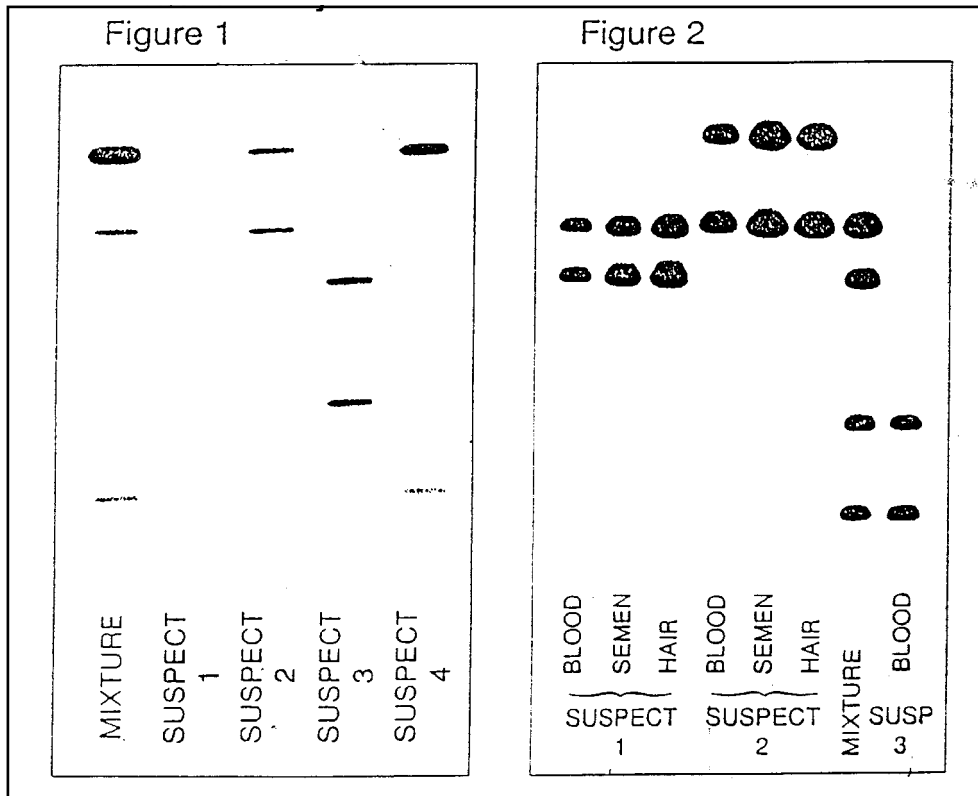 Figure 1
MIXTURE
SUSPECT
1
SUSPECT
2
SUSPECT
3
SUSPECT
4
Figure 2
BLOOD
SEMEN
HAIR
SUSPECT
1
BLOOD
SEMEN
HAIR
SUSPECT
2
MIXTURE
BLOOD
SUSP
3